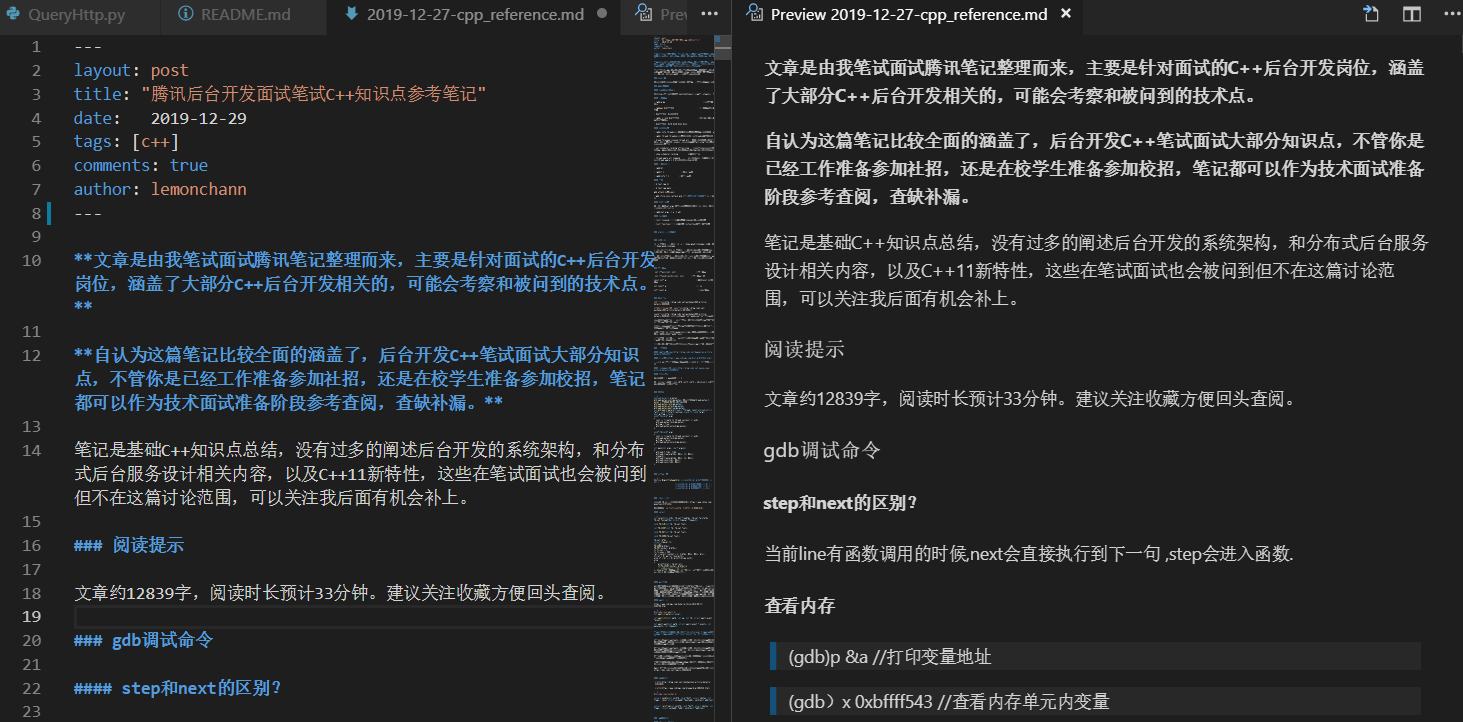 QueryHttp.py
README.md
2019-12-27-cpp_reference.md
Prev
1 ---
2 layout: post
3 title: "腾讯后台开发面试笔试C++知识点参考笔记"
4 date:   2019-12-29
5 tags: [c++]
6 comments: true
7 author: lemonchann
8 ---
9
10 **文章是由我笔试面试腾讯笔记整理而来，主要是针对面试的C++后台开发
岗位，涵盖了大部分C++后台开发相关的，可能会考察和被问到的技术点。
**
11
12 **自认为这篇笔记比较全面的涵盖了，后台开发C++笔试面试大部分知识
点，不管你是已经工作准备参加社招，还是在校学生准备参加校招，笔记
都可以作为技术面试准备阶段参考查阅，查缺补漏。**
13
14 笔记是基础C++知识点总结，没有过多的阐述后台开发的系统架构，和分布
式后台服务设计相关内容，以及C++11新特性，这些在笔试面试也会被问到
但不在这篇讨论范围，可以关注我后面有机会补上。
15
16 ### 阅读提示
17
18 文章约12839字，阅读时长预计33分钟。建议关注收藏方便回头查阅。
19
20 ### gdb调试命令
21
22 #### step和next的区别？
23
Preview 2019-12-27-cpp_reference.md
文章是由我笔试面试腾讯笔记整理而来，主要是针对面试的C++后台开发岗位，涵盖
了大部分C++后台开发相关的，可能会考察和被问到的技术点。
自认为这篇笔记比较全面的涵盖了，后台开发C++笔试面试大部分知识点，不管你是
已经工作准备参加社招，还是在校学生准备参加校招，笔记都可以作为技术面试准备
阶段参考查阅，查缺补漏。
笔记是基础C++知识点总结，没有过多的阐述后台开发的系统架构，和分布式后台服务
设计相关内容，以及C++11新特性，这些在笔试面试也会被问到但不在这篇讨论范
围，可以关注我后面有机会补上。
阅读提示
文章约12839字，阅读时长预计33分钟。建议关注收藏方便回头查阅。
gdb调试命令
step和next的区别？
当前line有函数调用的时候,next会直接执行到下一句 ,step会进入函数.
查看内存
(gdb)p &a //打印变量地址
(gdb）x 0xbffff543 //查看内存单元内变量